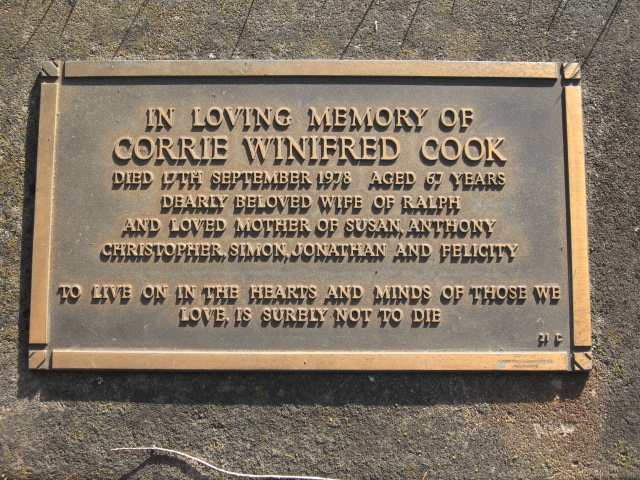 IN LOVING MEMORY OF
CORRIE WINIFRED COOK
DIED 17TH SEPTEMBER 1978 AGED 67 YEARS
DEARLY BELOVED WIFE OF RALPH
AND LOVED MOTHER OF SUSAN, ANTHONY
CHRISTOPHER, SIMON, JONATHAN AND FELICITY
TO LIVE ON IN THE HEARTS AND MINDS OF THOSE WE
LOVE, IS SURELY NOT TO DIE
21 D